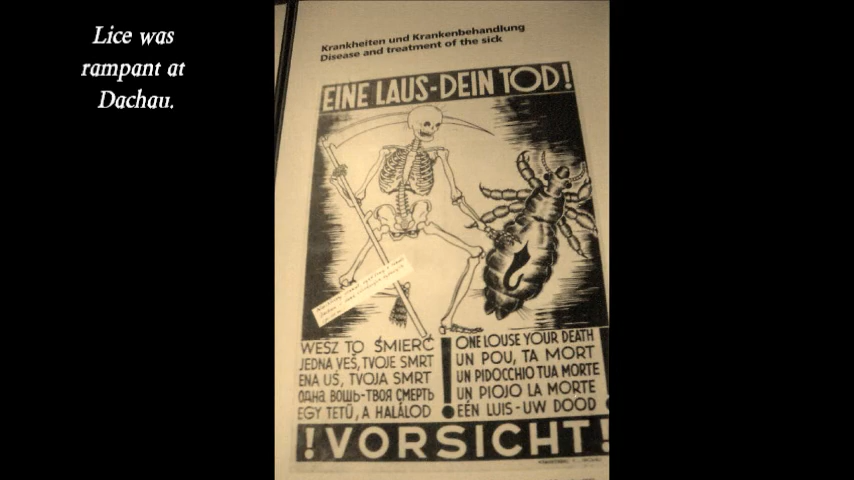 Lice was
rampant at
Dachau.
Krankheiten und Krankenbehandlung
Disease and treatment of the sick
EINE LAUS-DEIN TOD!
WESZ TO ŚMIERĆ
JEDNA VEŠ, TVOJE SMRT
ENA UŠ, TVOJA SMRT
ОДНА ВОШЬ-ТВОЯ СМЕРТЬ
EGY TETŰ, A HALÁLOD
!
ONE LOUSE YOUR DEATH
UN POU, TA MORT
UN PIDOCCHIO TUA MORTE
UN PIOJO LA MORTE
EÉN LUIS-UW DOOD
!VORSICHT!